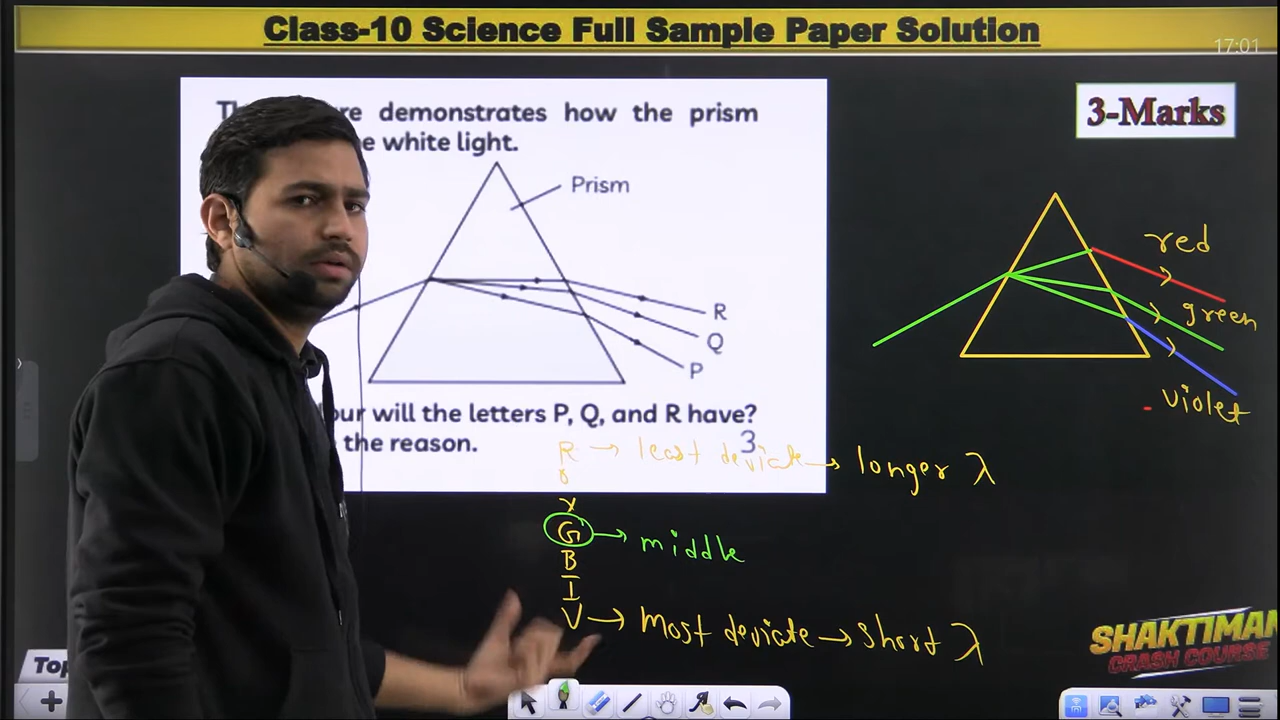 Class-10 Science Full Sample Paper Solution
17:01
3-Marks
re demonstrates how the prism
e white light.
Prism
R
Q
P
our will the letters P, Q, and R have?
the reason.
3
red
green
violet
R → least deviate → longer λ
O
Y
G → middle
B
I
V → Most deviate → short λ
SHAKTIMAN
CRASH COURSE
Top